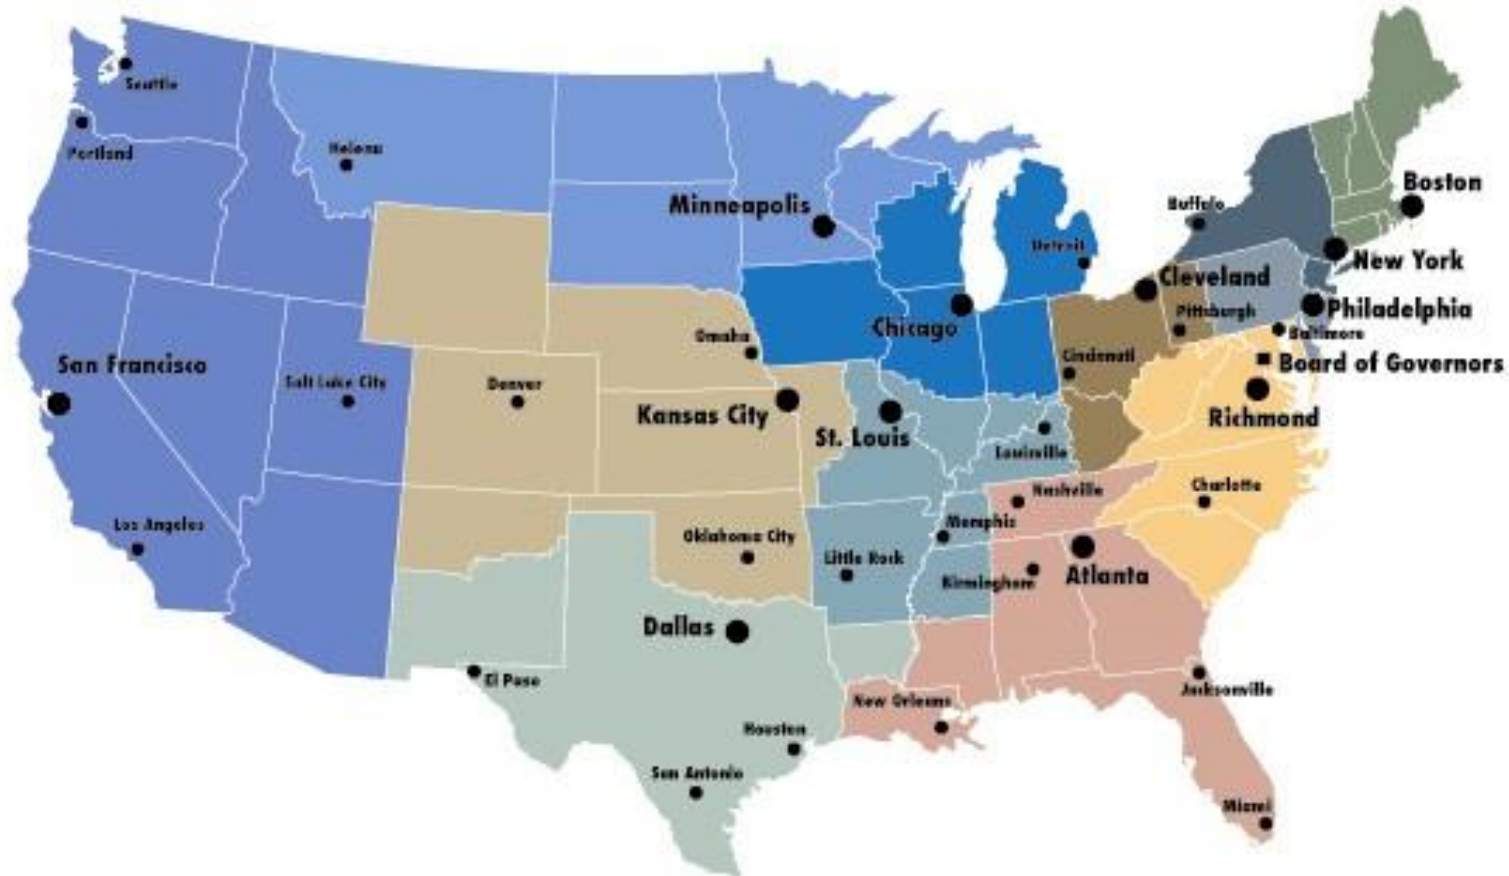 Seattle
Portland
Helena
Minneapolis
Boston
Buffalo
Detroit
New York
Cleveland
Chicago
Pittsburgh
Philadelphia
Baltimore
Omaha
Cincinnati
Board of Governors
San Francisco
Salt Lake City
Denver
Kansas City
St. Louis
Richmond
Louisville
Nashville
Charlotte
Los Angeles
Memphis
Oklahoma City
Little Rock
Birmingham
Atlanta
Dallas
El Paso
Jacksonville
New Orleans
Houston
San Antonio
Miami